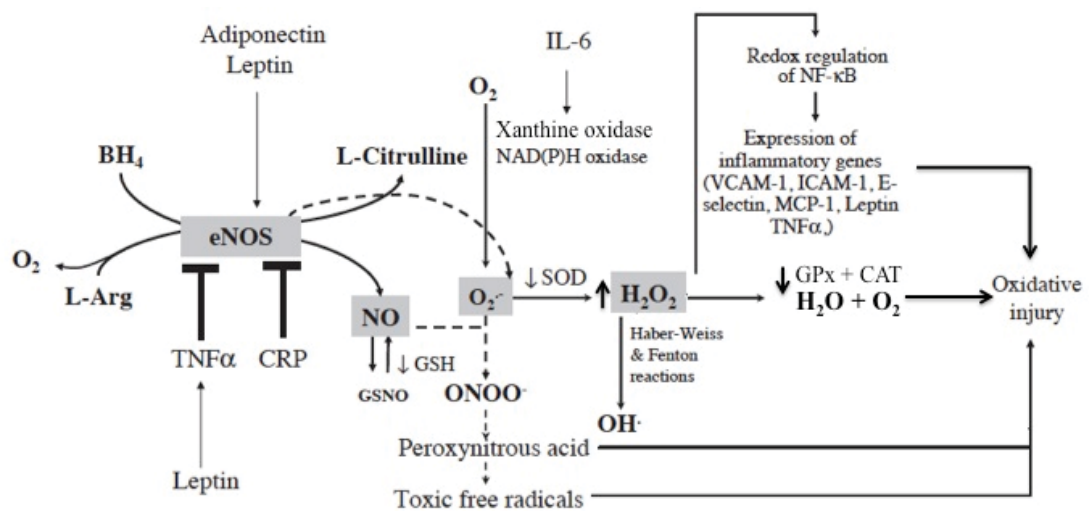 Adiponectin
Leptin
IL-6
O₂
Xanthine oxidase
NAD(P)H oxidase
Redox regulation
of NF-κB
Expression of
inflammatory genes
(VCAM-1, ICAM-1, E-
selectin, MCP-1, Leptin
TNFα,)
BH₄
L-Citrulline
eNOS
O₂
L-Arg
TNFα
CRP
Leptin
NO
↓ GSH
GSNO
O₂·⁻
↓ SOD
↑ H₂O₂
Haber-Weiss
& Fenton
reactions
OH·
ONOO⁻
Peroxynitrous acid
Toxic free radicals
↓ GPx + CAT
H₂O + O₂
Oxidative
injury